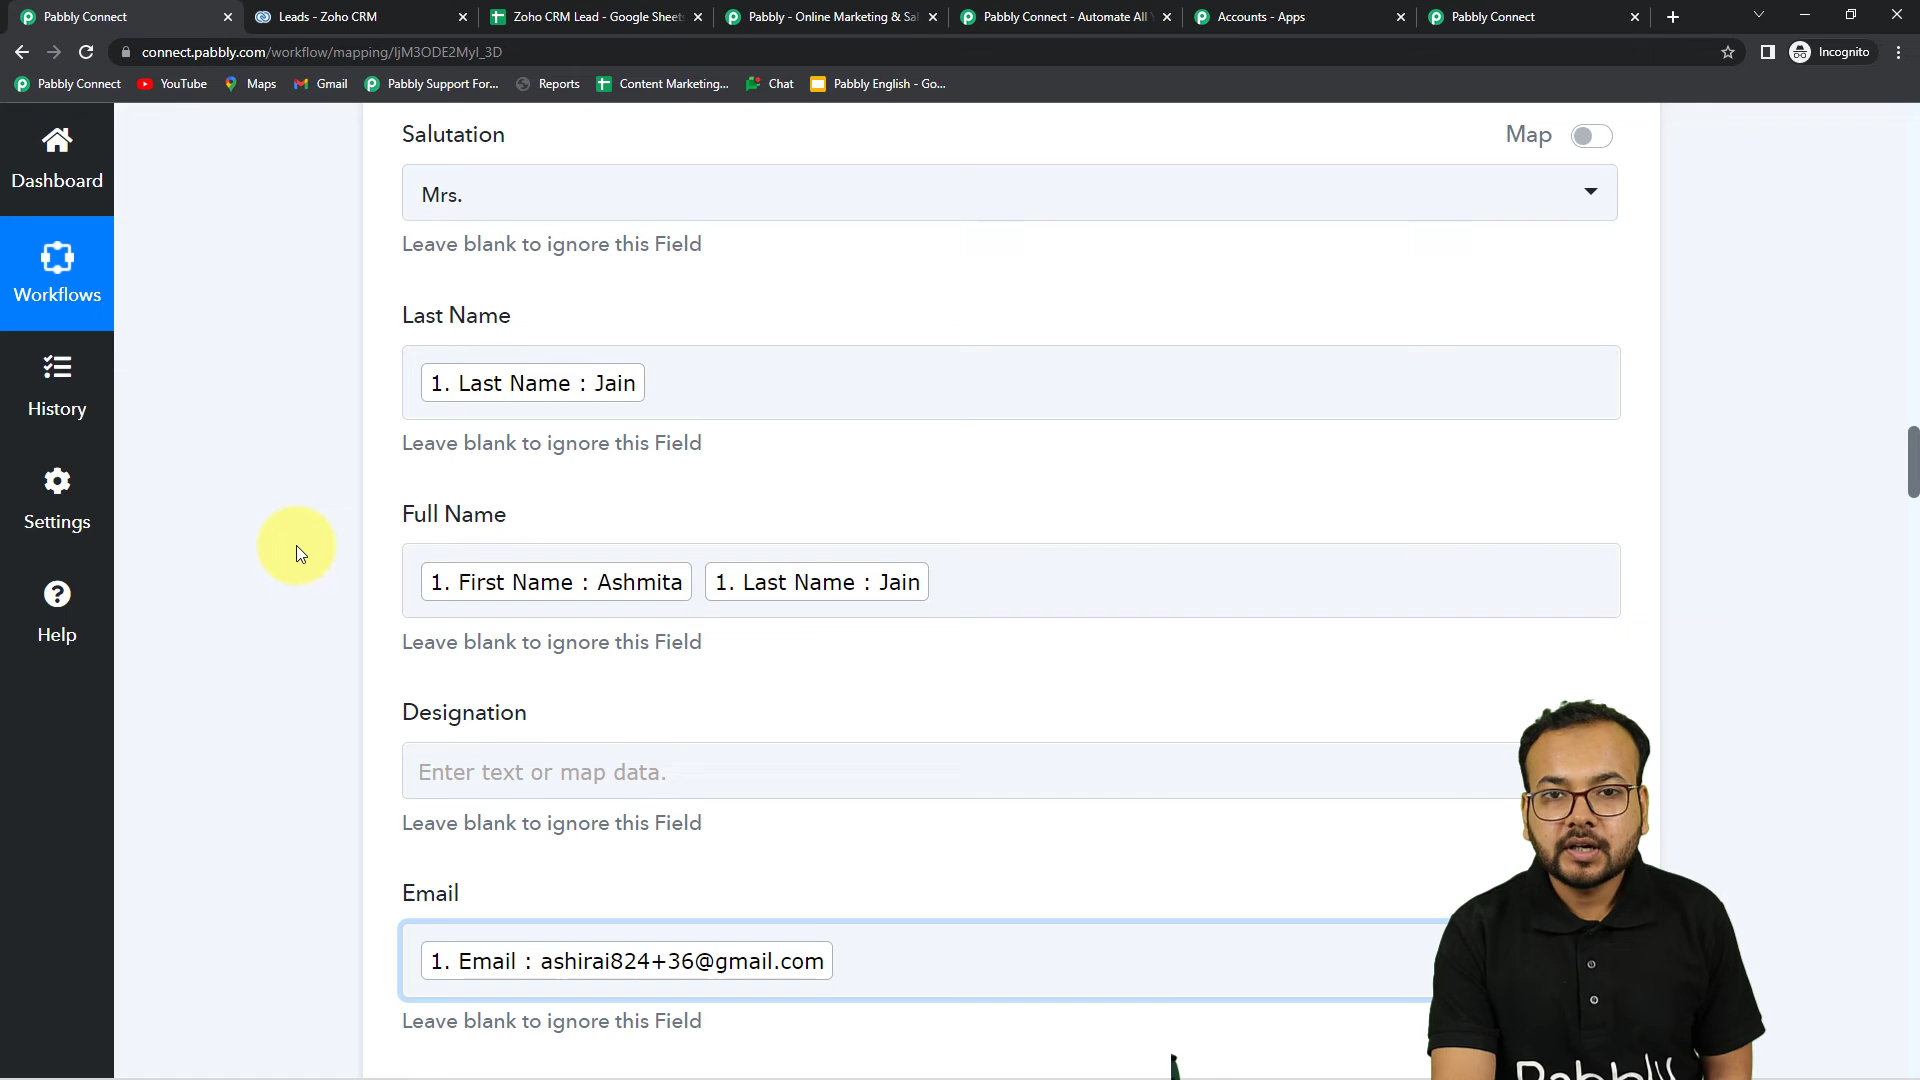 Pabbly Connect
Leads - Zoho CRM
Zoho CRM Lead - Google Sheets
Pabbly - Online Marketing & Sal
Pabbly Connect - Automate All Y
Accounts - Apps
Pabbly Connect
connect.pabbly.com/workflow/mapping/IjM3ODE2MyI_3D
Incognito
Pabbly Connect
YouTube
Maps
Gmail
Pabbly Support For...
Reports
Content Marketing...
Chat
Pabbly English - Go...
Dashboard
Workflows
History
Settings
Help
Salutation
Map
Mrs.
Leave blank to ignore this Field
Last Name
1. Last Name : Jain
Leave blank to ignore this Field
Full Name
1. First Name : Ashmita 1. Last Name : Jain
Leave blank to ignore this Field
Designation
Enter text or map data.
Leave blank to ignore this Field
Email
1. Email : ashirai824+36@gmail.com
Leave blank to ignore this Field
Pabbly